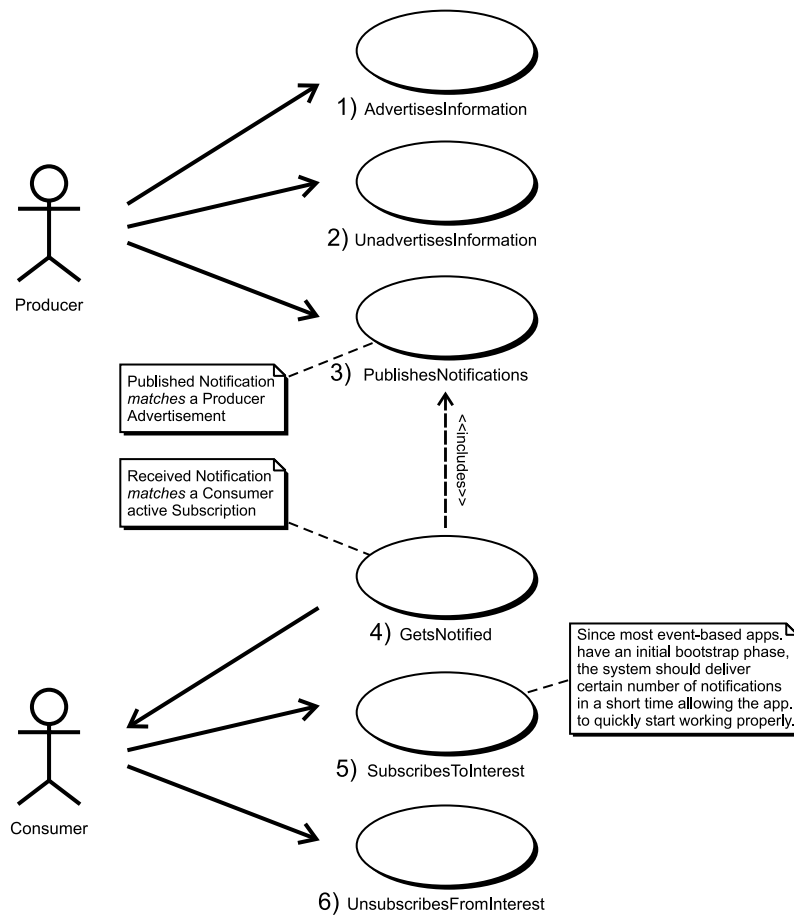 1) AdvertisesInformation
2) UnadvertisesInformation
Producer
3) PublishesNotifications
Published Notification
matches a Producer
Advertisement
<<includes>>
Received Notification
matches a Consumer
active Subscription
4) GetsNotified
Since most event-based apps.
have an initial bootstrap phase,
the system should deliver
certain number of notifications
in a short time allowing the app.
to quickly start working properly.
5) SubscribesToInterest
Consumer
6) UnsubscribesFromInterest